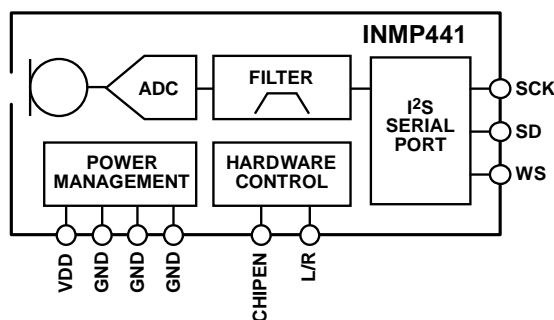 INMP441
ADC
FILTER
I²S
SERIAL
PORT
SCK
SD
WS
POWER
MANAGEMENT
HARDWARE
CONTROL
VDD
GND
GND
GND
CHIPEN
L/R